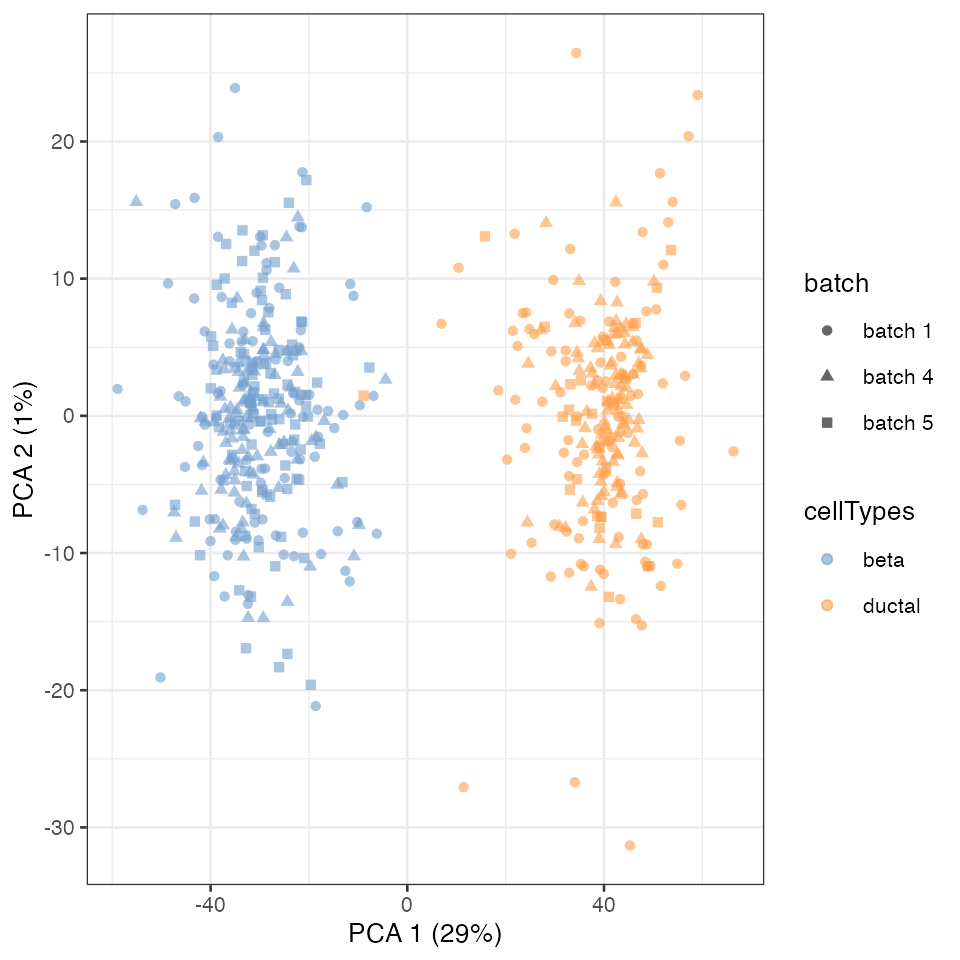 20
10
0
-10
-20
-30
PCA 2 (1%)
-40
0
40
PCA 1 (29%)
batch
batch 1
batch 4
batch 5
cellTypes
beta
ductal